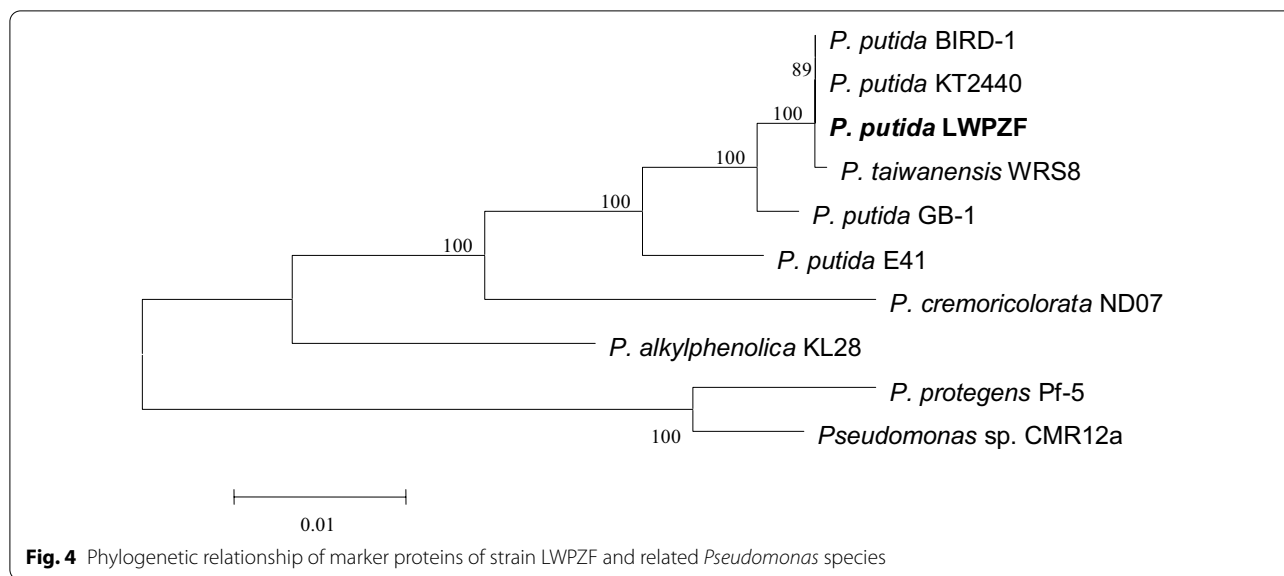 P. putida BIRD-1
89
P. putida KT2440
100
P. putida LWPZF
100
P. taiwanensis WRS8
100
P. putida GB-1
100
P. putida E41
P. cremoricolorata ND07
P. alkylphenolica KL28
P. protegens Pf-5
100
Pseudomonas sp. CMR12a
0.01
Fig. 4 Phylogenetic relationship of marker proteins of strain LWPZF and related Pseudomonas species